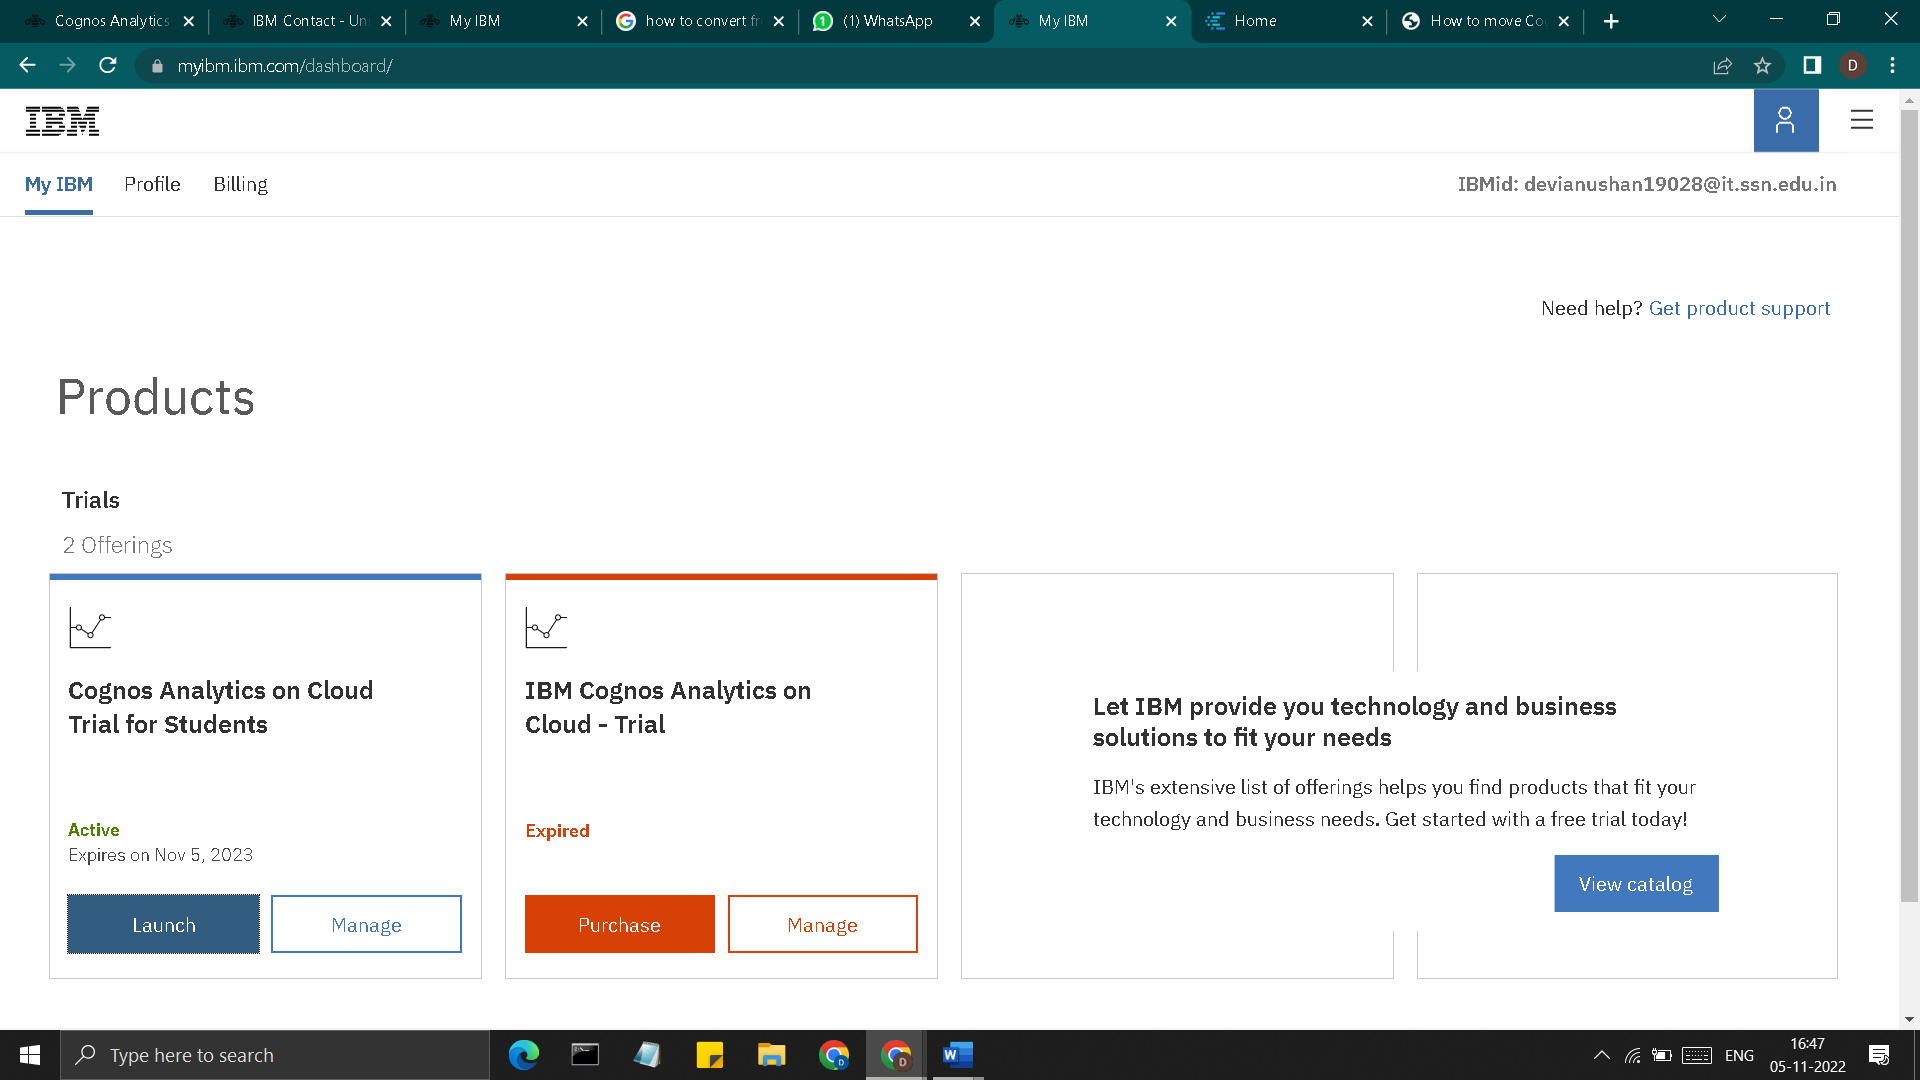 Cognos Analytics
IBM Contact - Un
My IBM
how to convert fr
(1) WhatsApp
My IBM
Home
How to move Co
myibm.ibm.com/dashboard/
D
IBM
My IBM
Profile
Billing
IBMid: devianushan19028@it.ssn.edu.in
Need help? Get product support
Products
Trials
2 Offerings
Cognos Analytics on Cloud
Trial for Students
Active
Expires on Nov 5, 2023
Launch
Manage
IBM Cognos Analytics on
Cloud - Trial
Expired
Purchase
Manage
Let IBM provide you technology and business
solutions to fit your needs
IBM's extensive list of offerings helps you find products that fit your
technology and business needs. Get started with a free trial today!
View catalog
Type here to search
ENG
16:47
05-11-2022